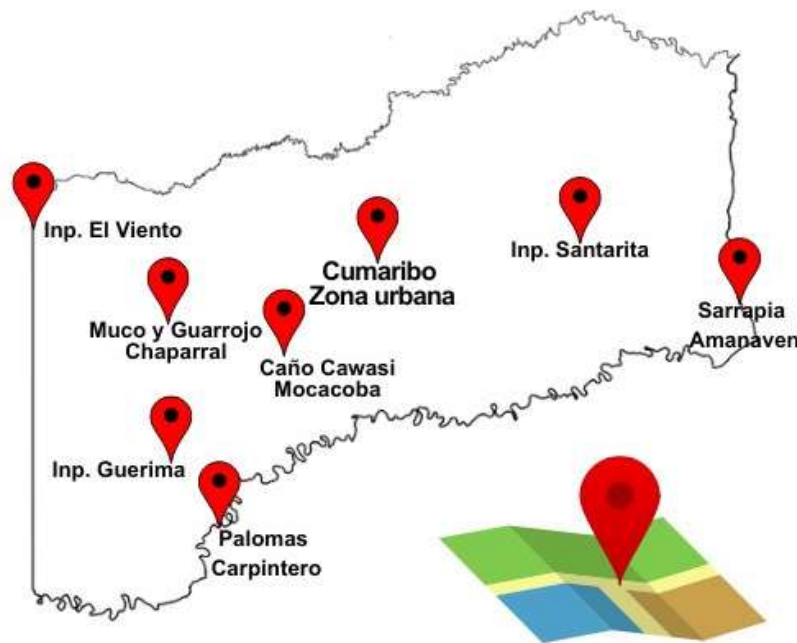 Inp. El Viento
Cumaribo
Zona urbana
Inp. Santarita
Sarrapia
Amanaven
Muco y Guarrojo
Chaparral
Caño Cawasi
Mocacoba
Inp. Guerima
Palomas
Carpintero